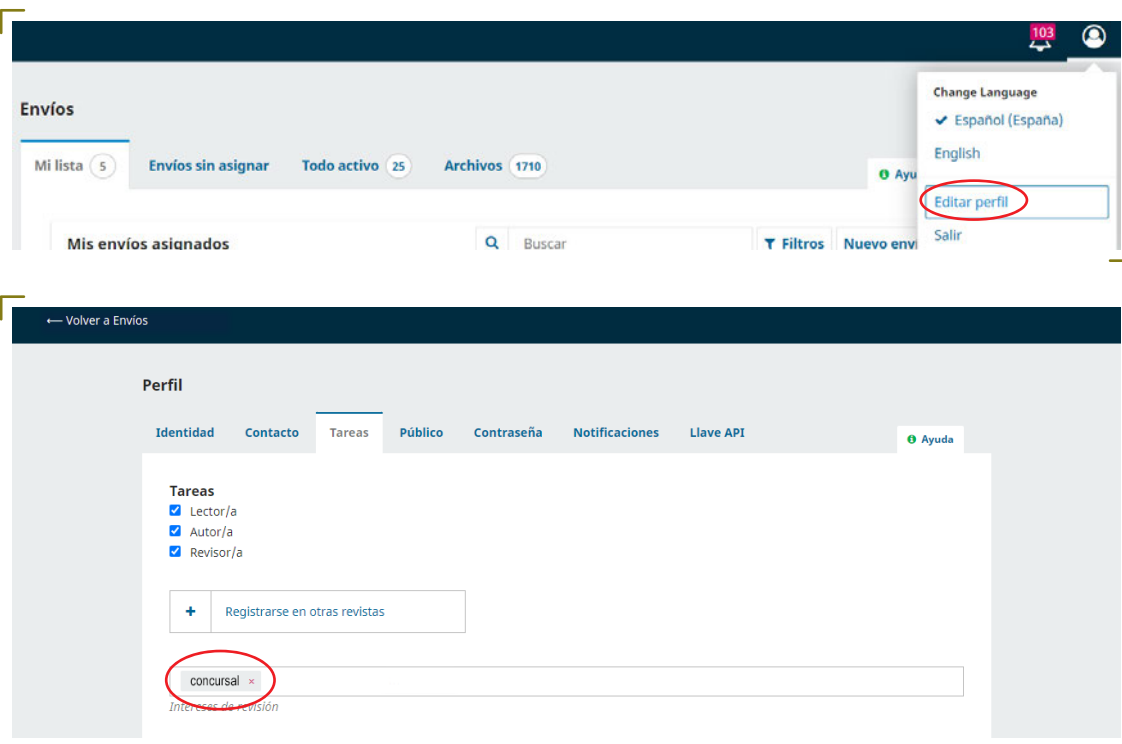 103
Change Language
Envíos
Español (España)
Mi lista 5 Envíos sin asignar Todo activo 25 Archivos 1710
English
Ayu
Editar perfil
Mis envíos asignados Buscar Filtros Nuevo enví
Salir
← Volver a Envíos
Perfil
Identidad Contacto Tareas Público Contraseña Notificaciones Llave API
Ayuda
Tareas
Lector/a
Autor/a
Revisor/a
+ Registrarse en otras revistas
concursal ×
Intereses de revisión